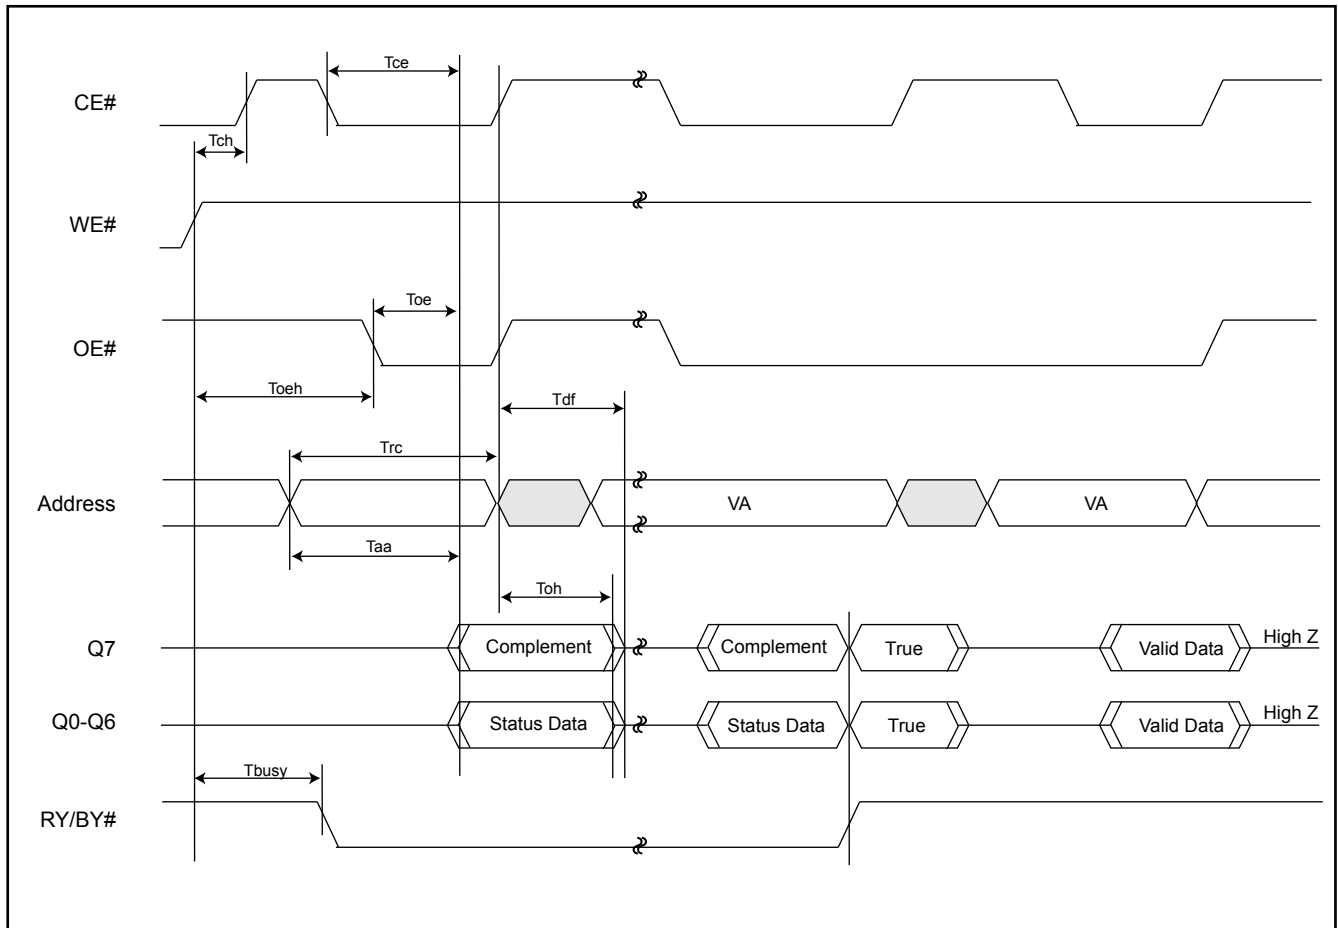 Tce
CE#
Tch
WE#
Toe
OE#
Toeh
Tdf
Trc
Address
VA
VA
Taa
Toh
Q7
Complement
Complement
True
Valid Data
High Z
Q0-Q6
Status Data
Status Data
True
Valid Data
High Z
Tbusy
RY/BY#